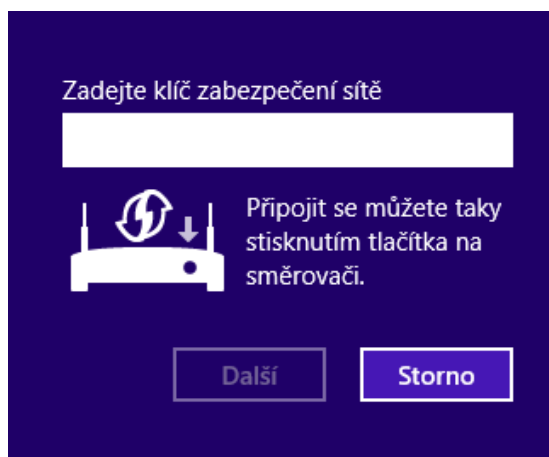 Zadejte klíč zabezpečení sítě
Připojit se můžete taky
stisknutím tlačítka na
směrovači.
Další
Storno